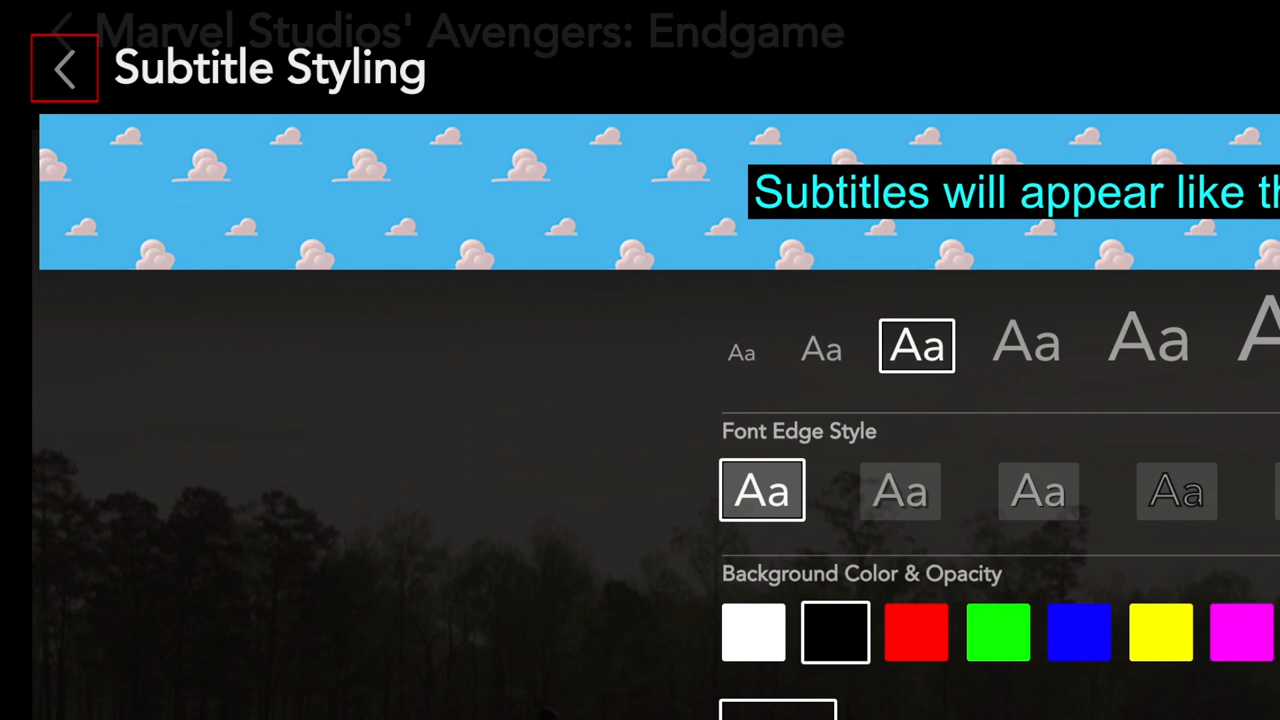 Marvel Studios' Avengers: Endgame
Subtitle Styling
Subtitles will appear like th
Aa Aa Aa Aa Aa A
Font Edge Style
Aa Aa Aa Aa
Background Color & Opacity